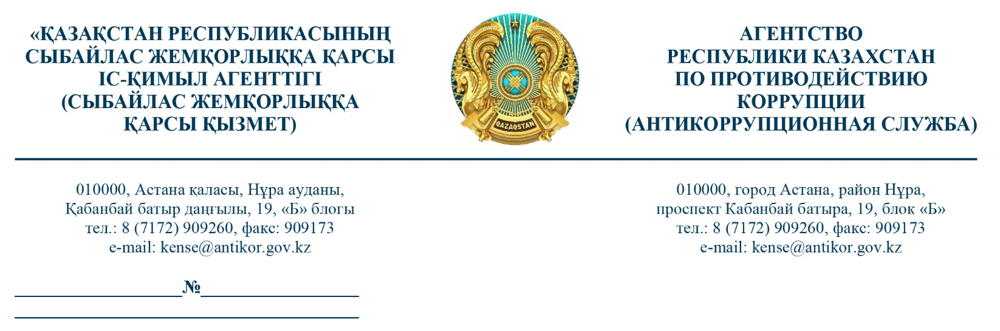 «ҚАЗАҚСТАН РЕСПУБЛИКАСЫНЫҢ
СЫБАЙЛАС ЖЕМҚОРЛЫҚҚА ҚАРСЫ
ІС-ҚИМЫЛ АГЕНТТІГІ
(СЫБАЙЛАС ЖЕМҚОРЛЫҚҚА
ҚАРСЫ ҚЫЗМЕТ)
QAZAQSTAN
АГЕНТСТВО
РЕСПУБЛИКИ КАЗАХСТАН
ПО ПРОТИВОДЕЙСТВИЮ
КОРРУПЦИИ
(АНТИКОРРУПЦИОННАЯ СЛУЖБА)
010000, Астана қаласы, Нұра ауданы,
Қабанбай батыр даңғылы, 19, «Б» блогы
тел.: 8 (7172) 909260, факс: 909173
e-mail: kense@antikor.gov.kz
010000, город Астана, район Нұра,
проспект Кабанбай батыра, 19, блок «Б»
тел.: 8 (7172) 909260, факс: 909173
e-mail: kense@antikor.gov.kz
№